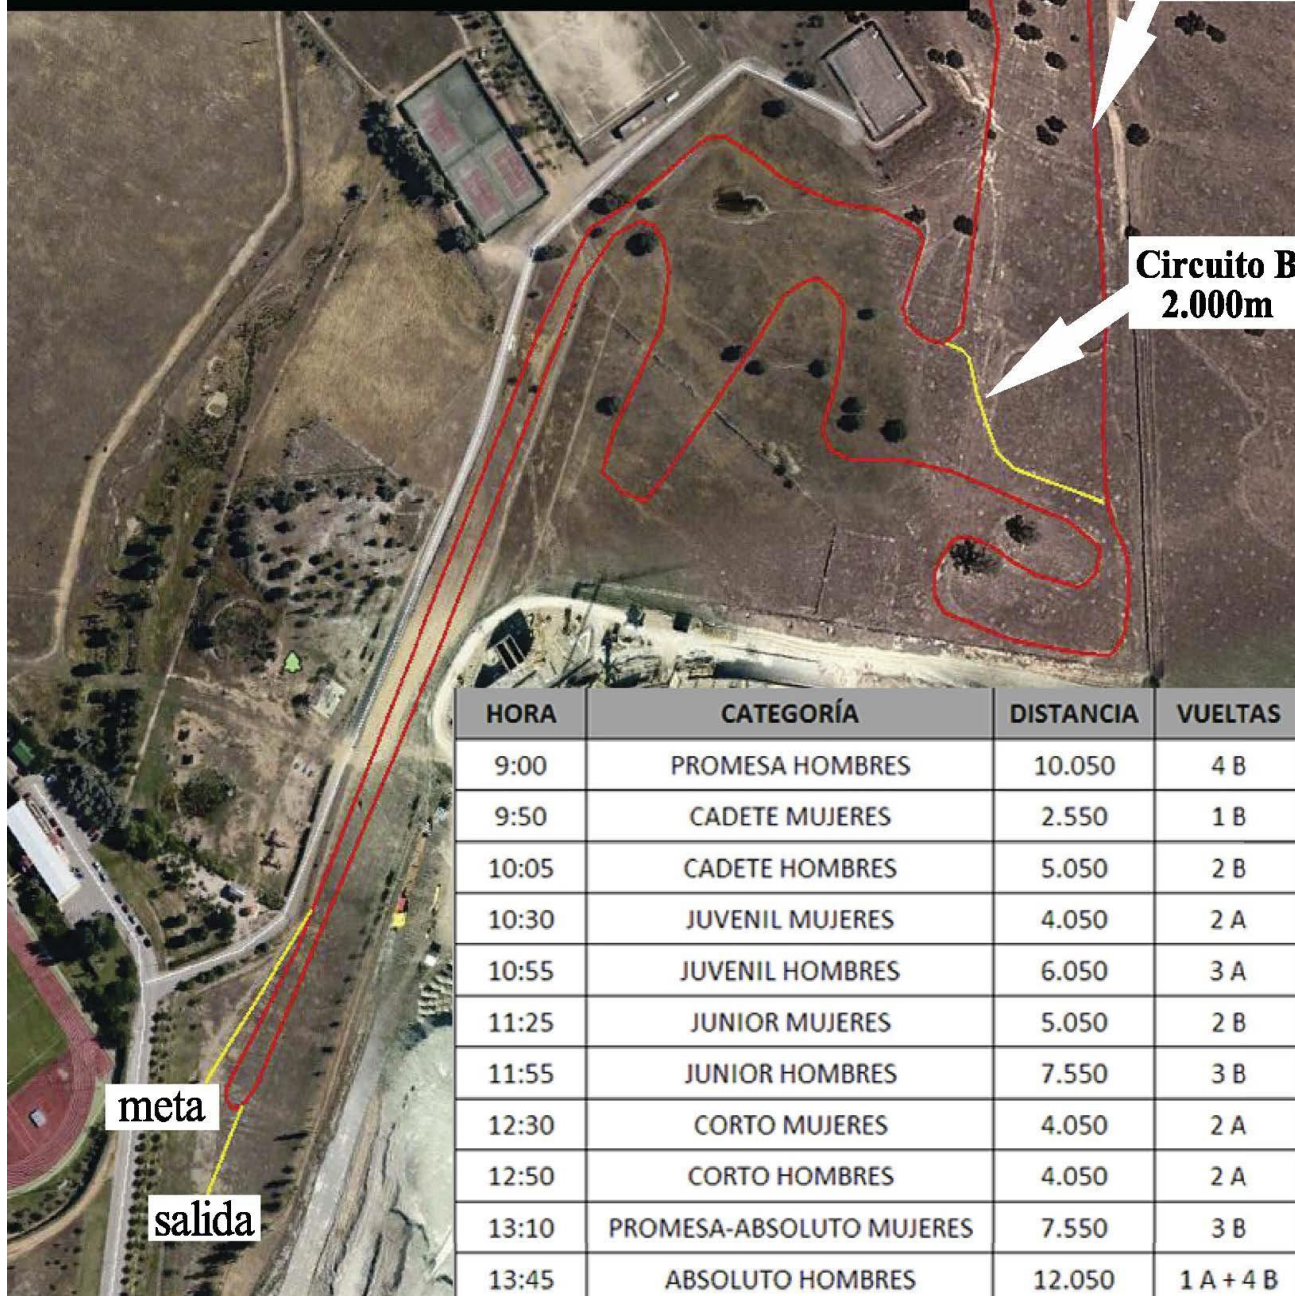 Circuito B
2.000m
HORA CATEGORÍA DISTANCIA VUELTAS
9:00 PROMESA HOMBRES 10.050 4 B
9:50 CADETE MUJERES 2.550 1 B
10:05 CADETE HOMBRES 5.050 2 B
10:30 JUVENIL MUJERES 4.050 2 A
10:55 JUVENIL HOMBRES 6.050 3 A
11:25 JUNIOR MUJERES 5.050 2 B
11:55 JUNIOR HOMBRES 7.550 3 B
meta
12:30 CORTO MUJERES 4.050 2 A
12:50 CORTO HOMBRES 4.050 2 A
salida
13:10 PROMESA-ABSOLUTO MUJERES 7.550 3 B
13:45 ABSOLUTO HOMBRES 12.050 1 A + 4 B